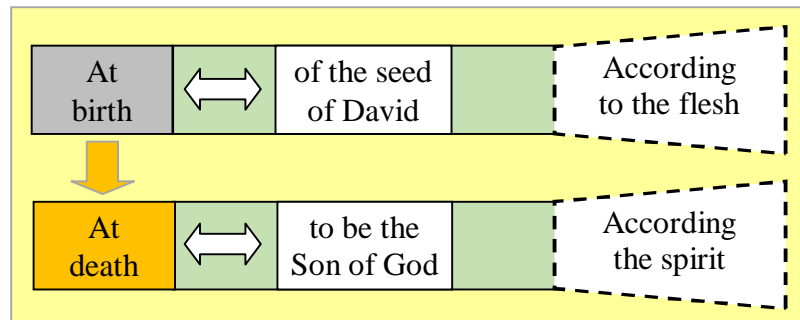 At
birth
of the seed
of David
According
to the flesh
At
death
to be the
Son of God
According
the spirit